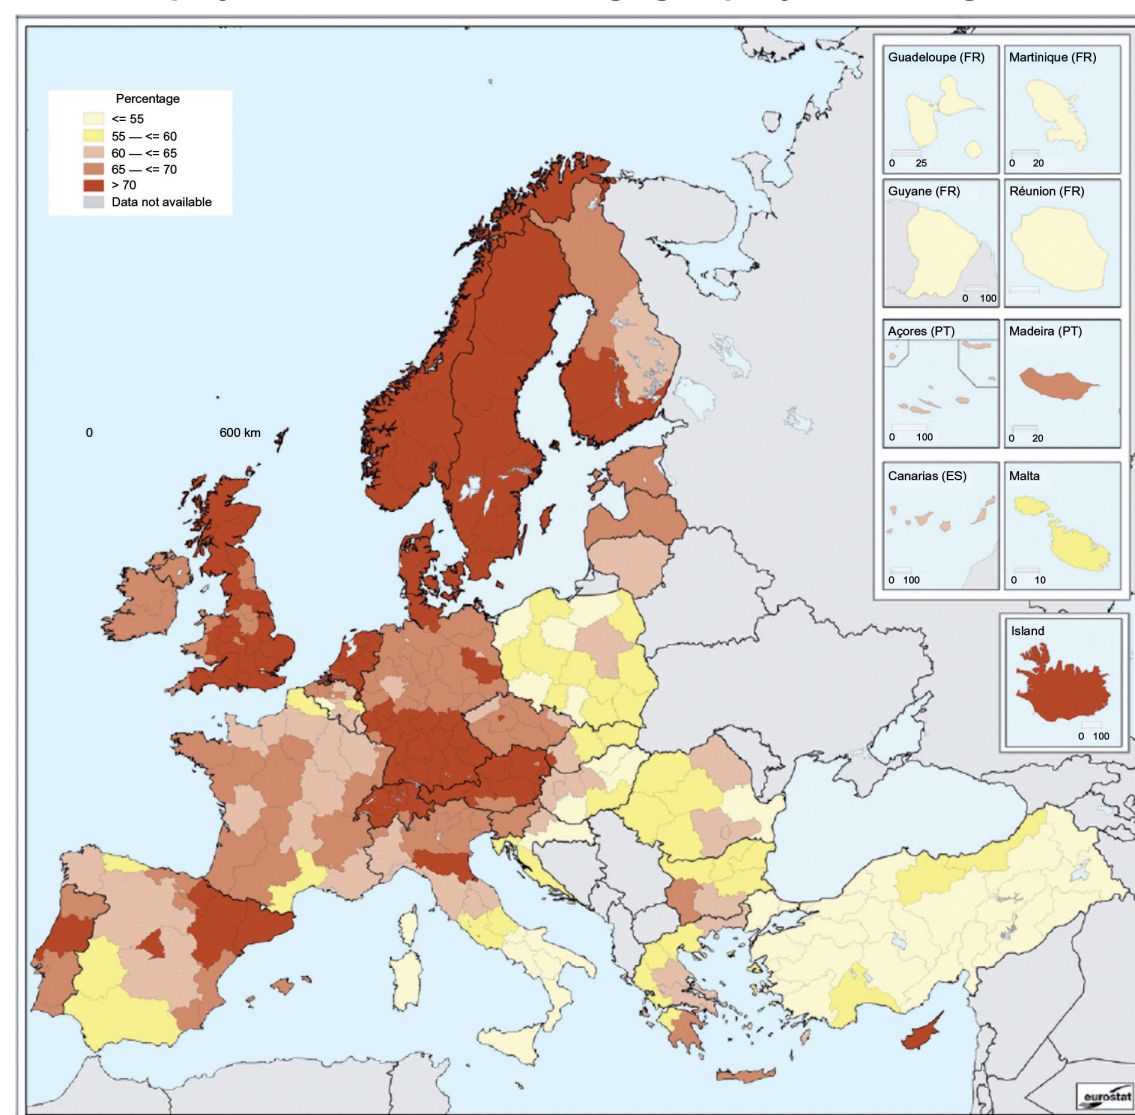 Percentage
<= 55
55 — <= 60
60 — <= 65
65 — <= 70
> 70
Data not available
0 600 km
Guadeloupe (FR)
0 25
Martinique (FR)
0 20
Guyane (FR)
0 100
Réunion (FR)
Açores (PT)
0 100
Madeira (PT)
0 20
Canarias (ES)
0 100
Malta
0 10
Island
0 100
eurostat